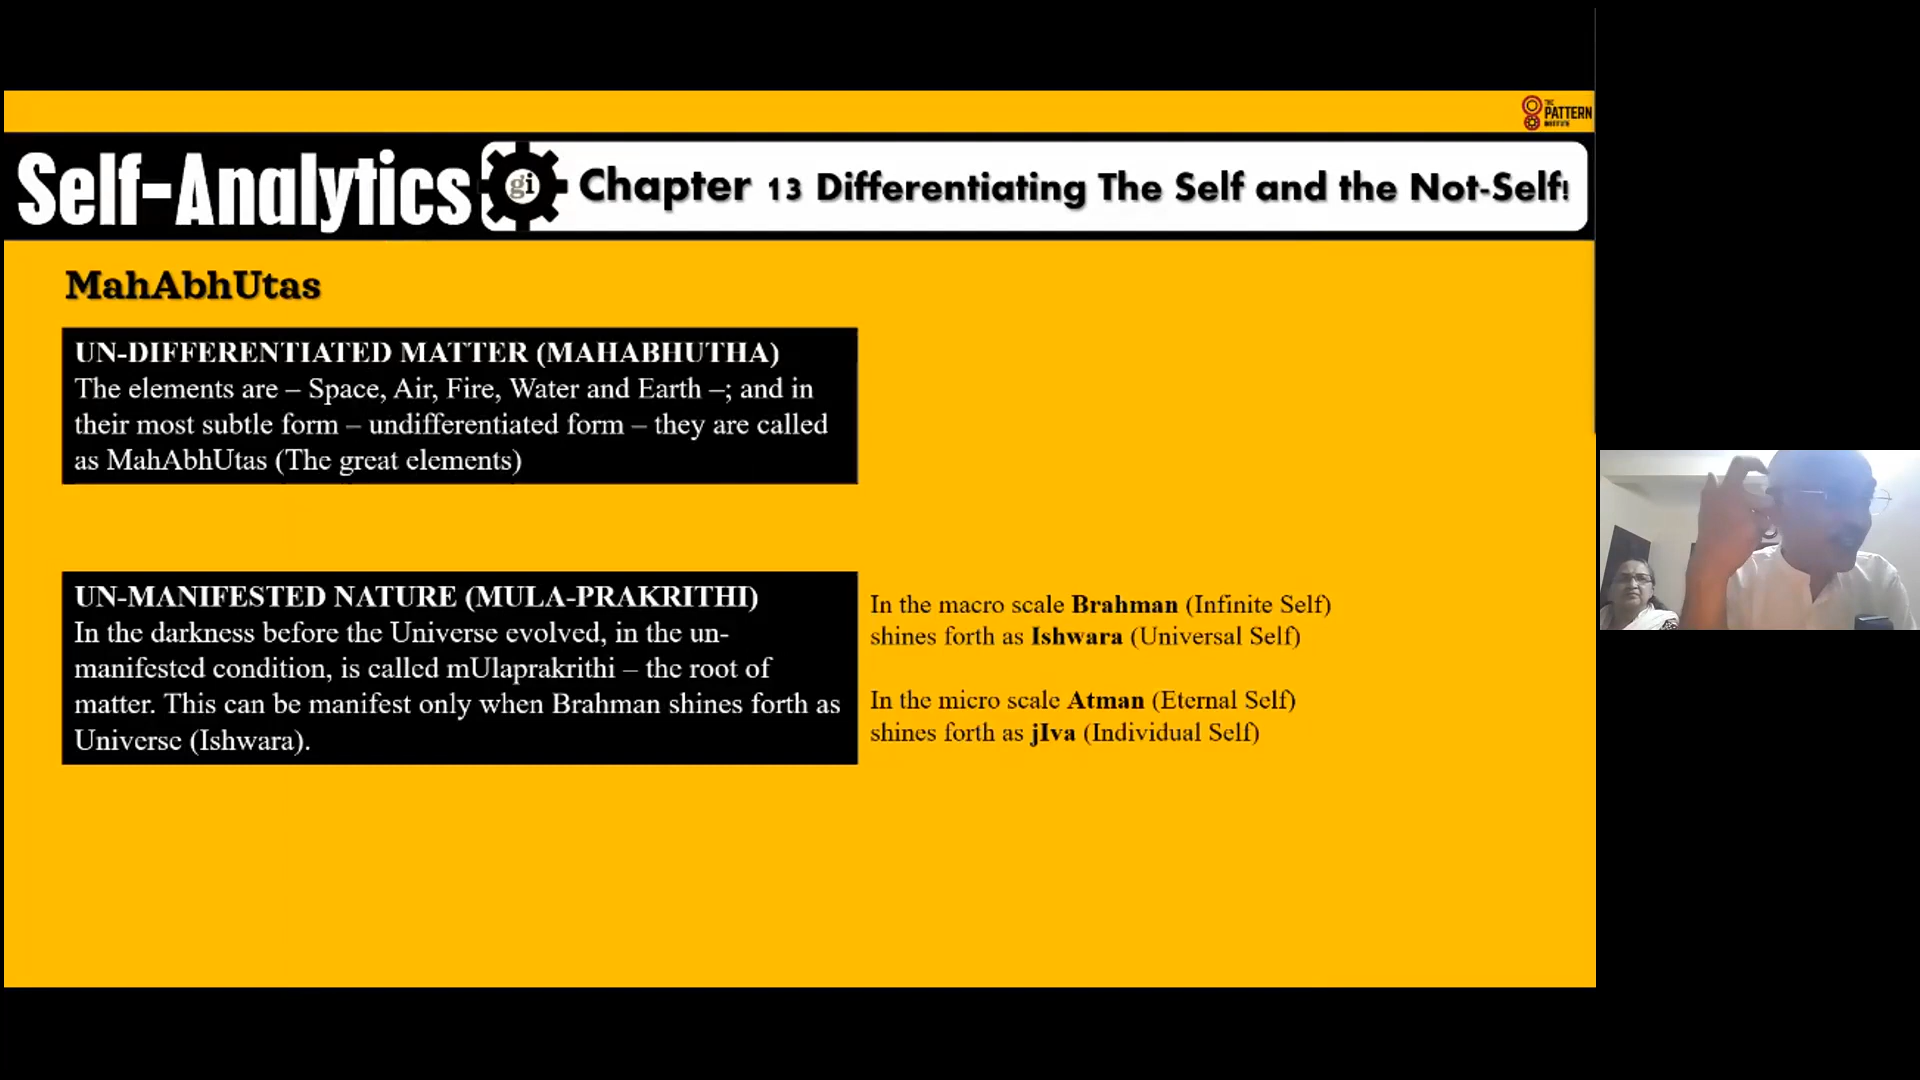 THE
PATTERN
INSTITUTE
Self-Analytics
gi
Chapter 13 Differentiating The Self and the Not-Self!
MahAbhUtas
UN-DIFFERENTIATED MATTER (MAHABHUTHA)
The elements are – Space, Air, Fire, Water and Earth –; and in
their most subtle form – undifferentiated form – they are called
as MahAbhUtas (The great elements)
UN-MANIFESTED NATURE (MULA-PRAKRITHI)
In the darkness before the Universe evolved, in the un-
manifested condition, is called mUlaprakrithi – the root of
matter. This can be manifest only when Brahman shines forth as
Universe (Ishwara).
In the macro scale Brahman (Infinite Self)
shines forth as Ishwara (Universal Self)
In the micro scale Atman (Eternal Self)
shines forth as jIva (Individual Self)